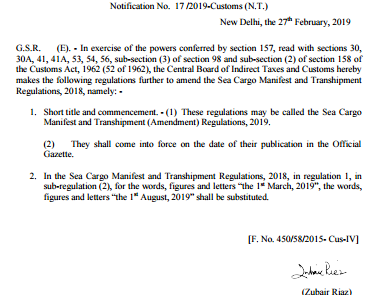 Notification No. 17 /2019-Customs (N.T.)
New Delhi, the 27th February, 2019
G.S.R. (E). - In exercise of the powers conferred by section 157, read with sections 30,
30A, 41, 41A, 53, 54, 56, sub-section (3) of section 98 and sub-section (2) of section 158 of
the Customs Act, 1962 (52 of 1962), the Central Board of Indirect Taxes and Customs hereby
makes the following regulations further to amend the Sea Cargo Manifest and Transhipment
Regulations, 2018, namely: -
1. Short title and commencement. - (1) These regulations may be called the Sea Cargo
Manifest and Transhipment (Amendment) Regulations, 2019.
(2) They shall come into force on the date of their publication in the Official
Gazette.
2. In the Sea Cargo Manifest and Transhipment Regulations, 2018, in regulation 1, in
sub-regulation (2), for the words, figures and letters “the 1st March, 2019”, the words,
figures and letters “the 1st August, 2019” shall be substituted.
[F. No. 450/58/2015- Cus-IV]
Zubair Riaz
(Zubair Riaz)